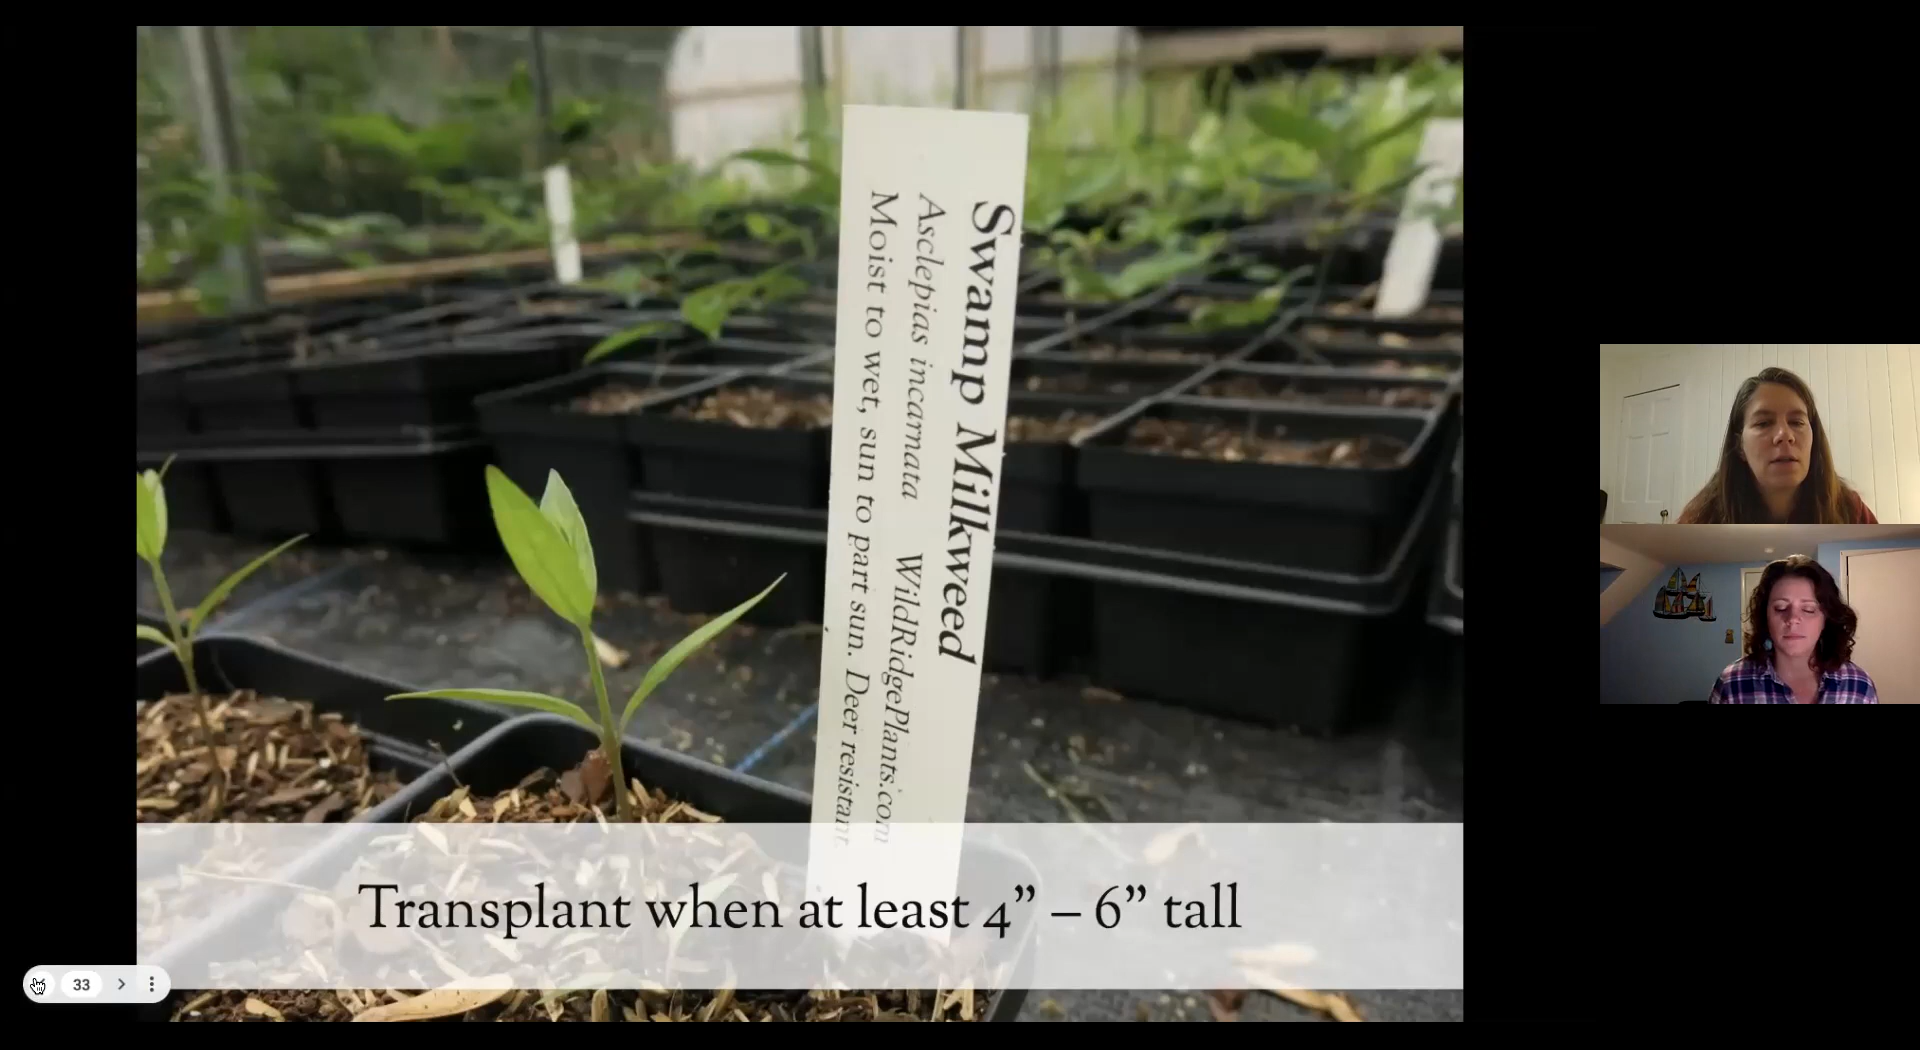 Swamp Milkweed
Asclepias incarnata WildRidgePlants.com
Moist to wet, sun to part sun. Deer resistant.
Transplant when at least 4” – 6” tall
33